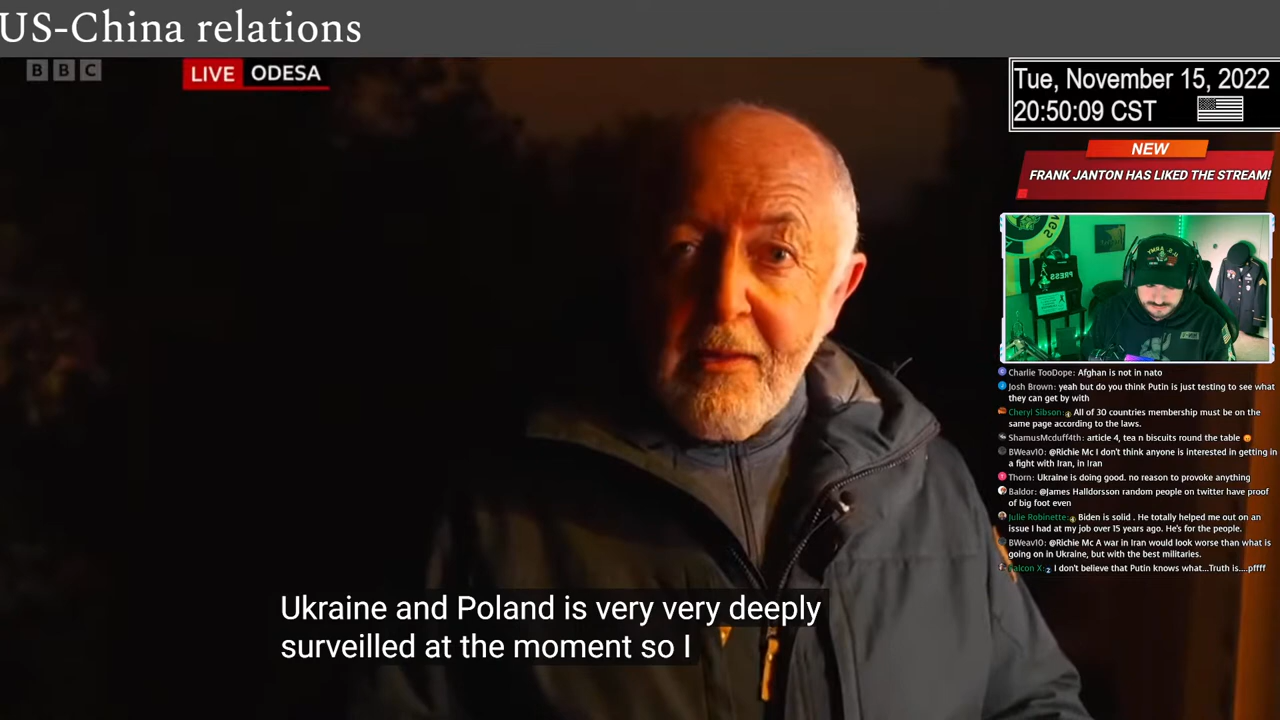 US-China relations
BBC
LIVE ODESA
Tue, November 15, 2022
20:50:09 CST
NEW
FRANK JANTON HAS LIKED THE STREAM!
U.S. ARMY
PRESS
Charlie TooDope: Afghan is not in nato
Josh Brown: yeah but do you think Putin is just testing to see what
they can get by with
Cheryl Sibson: All of 30 countries membership must be on the
same page according to the laws.
ShamusMcduff4th: article 4, tea n biscuits round the table
BWeav10: @Richie Mc I don't think anyone is interested in getting in
a fight with Iran, in Iran
Thorn: Ukraine is doing good. no reason to provoke anything
Baldor: @James Halldorsson random people on twitter have proof
of big foot even
Julie Robinette: Biden is solid . He totally helped me out on an
issue I had at my job over 15 years ago. He's for the people.
BWeav10: @Richie Mc A war in Iran would look worse than what is
going on in Ukraine, but with the best militaries.
Falcon X: I don't believe that Putin knows what...Truth is....pffff
Ukraine and Poland is very very deeply
surveilled at the moment so I